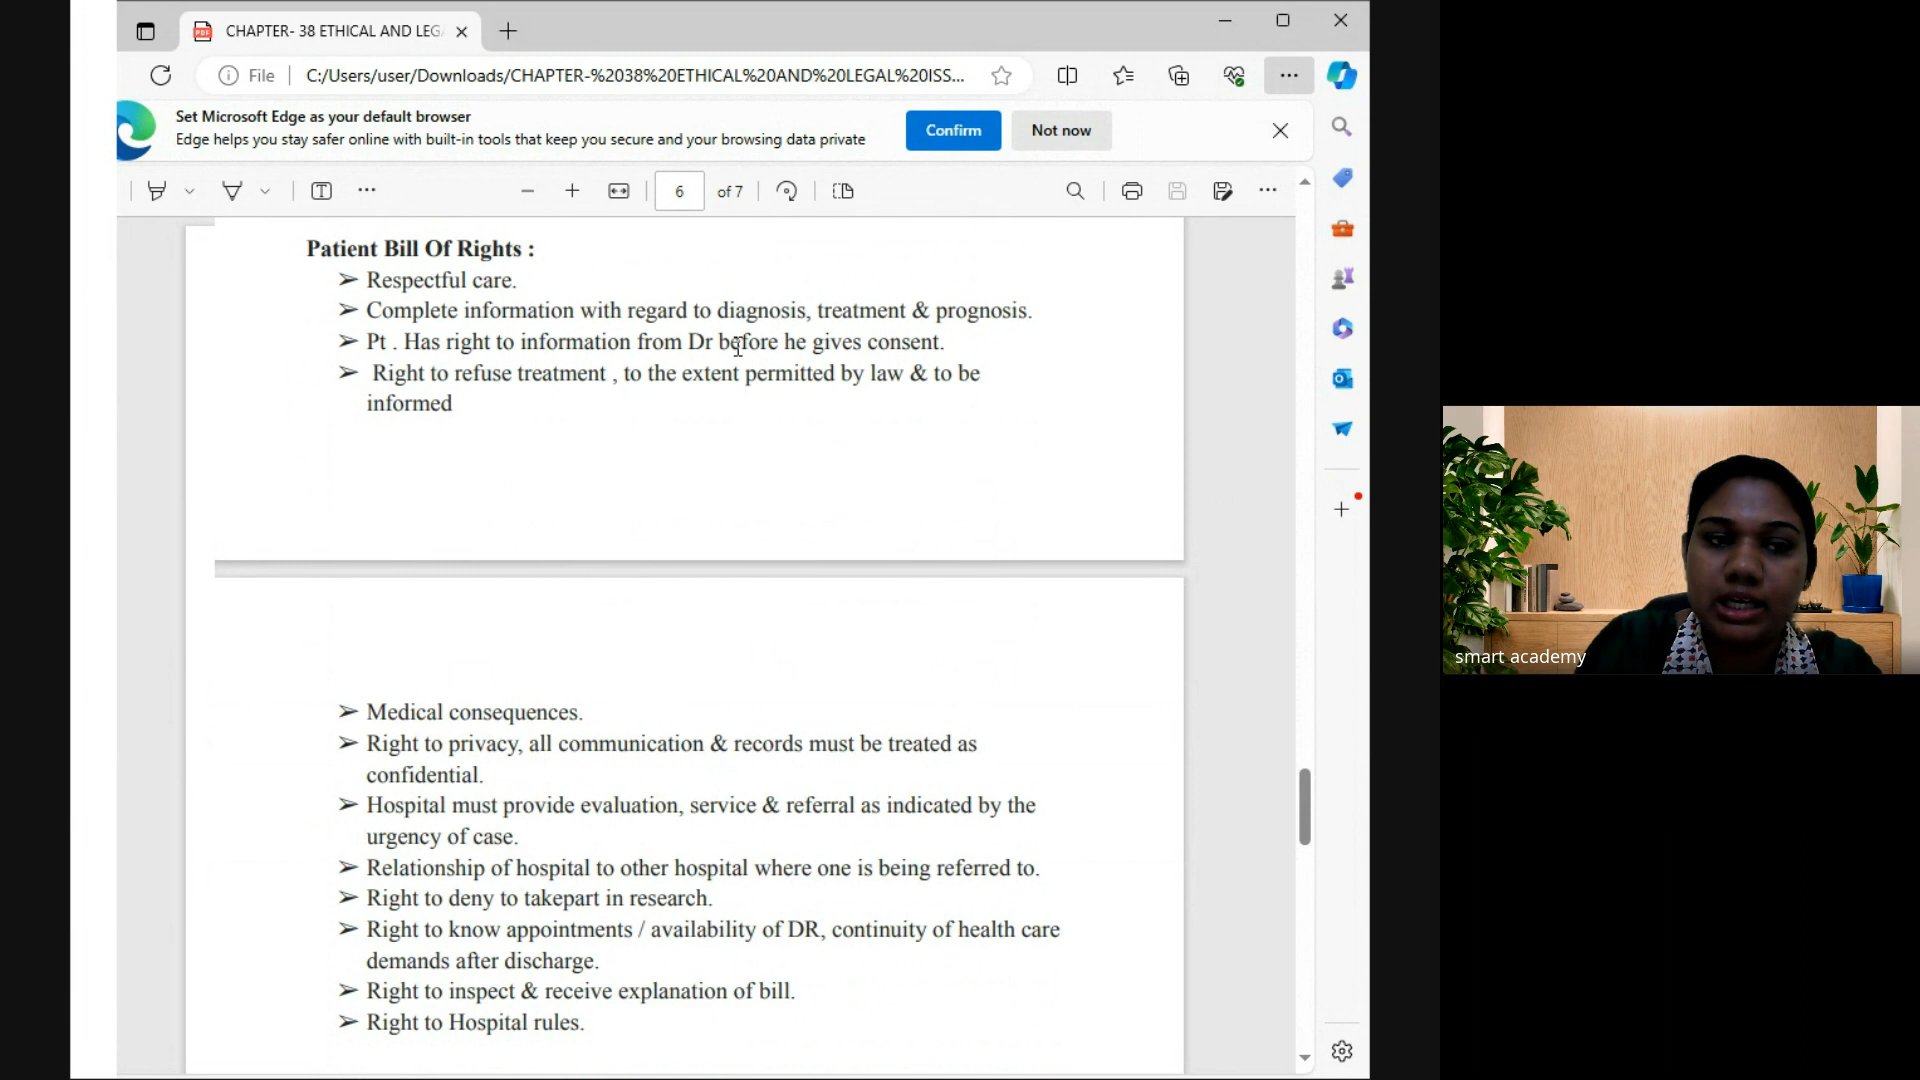 CHAPTER- 38 ETHICAL AND LEG
File
C:/Users/user/Downloads/CHAPTER-%2038%20ETHICAL%20AND%20LEGAL%20ISS...
Set Microsoft Edge as your default browser
Edge helps you stay safer online with built-in tools that keep you secure and your browsing data private
Confirm
Not now
6 of 7
Patient Bill Of Rights :
➢ Respectful care.
➢ Complete information with regard to diagnosis, treatment & prognosis.
➢ Pt . Has right to information from Dr before he gives consent.
➢ Right to refuse treatment , to the extent permitted by law & to be
informed
➢ Medical consequences.
➢ Right to privacy, all communication & records must be treated as
confidential.
➢ Hospital must provide evaluation, service & referral as indicated by the
urgency of case.
➢ Relationship of hospital to other hospital where one is being referred to.
➢ Right to deny to takepart in research.
➢ Right to know appointments / availability of DR, continuity of health care
demands after discharge.
➢ Right to inspect & receive explanation of bill.
➢ Right to Hospital rules.
smart academy